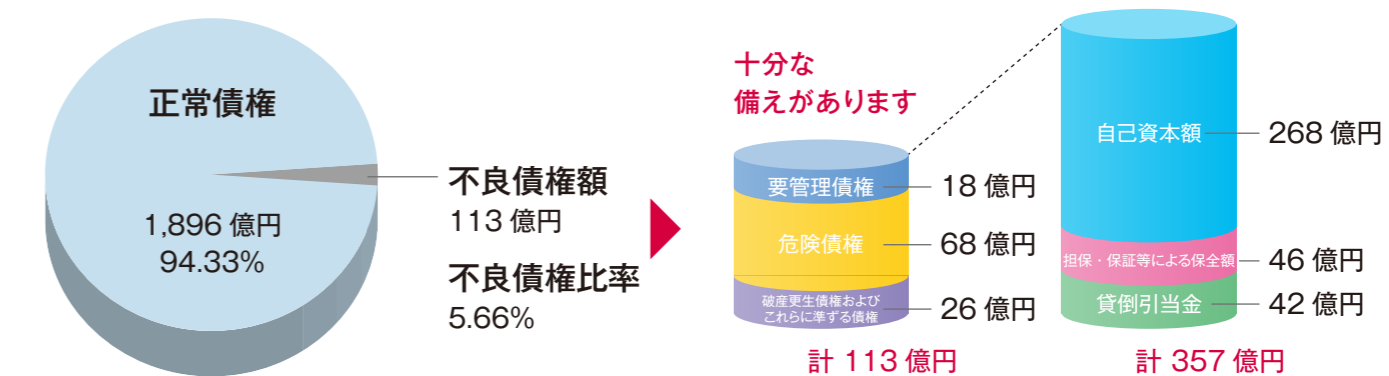 正常債権
1,896 億円
94.33%
不良債権額
113 億円
不良債権比率
5.66%
十分な
備えがあります
要管理債権
18 億円
危険債権
68 億円
破産更生債権および
これらに準ずる債権
26 億円
計 113 億円
自己資本額
268 億円
担保・保証等による保全額
46 億円
貸倒引当金
42 億円
計 357 億円